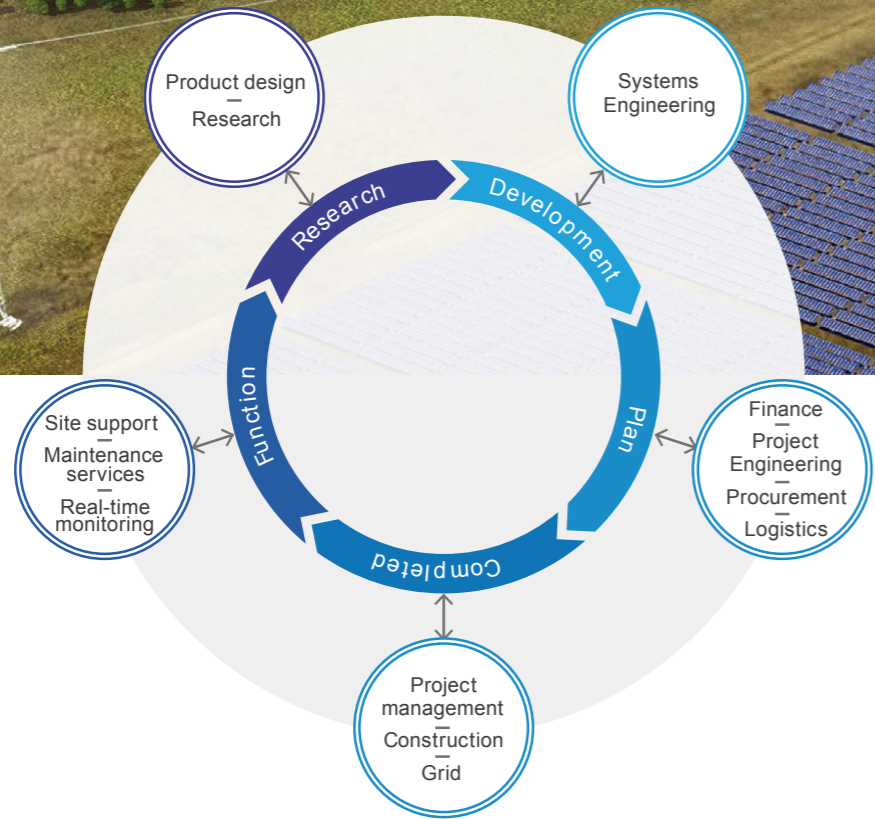 Product design
Research
Systems
Engineering
Research
Development
Plan
Completed
Function
Site support
Maintenance
services
Real-time
monitoring
Finance
Project
Engineering
Procurement
Logistics
Project
management
Construction
Grid